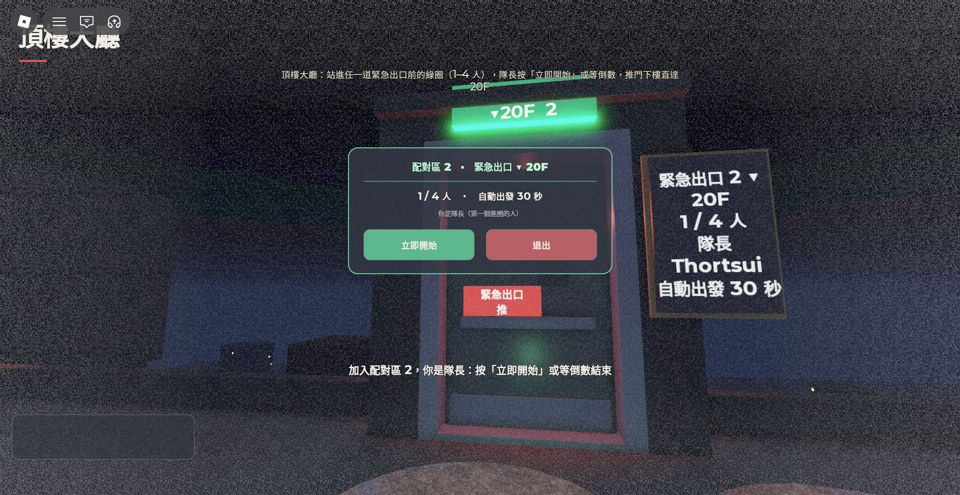 頂樓大廳
頂樓大廳：站進任一道緊急出口前的綠圈（1–4 人），隊長按「立即開始」或等倒數，推門下樓直達
20F
▼20F 2
配對區 2 • 緊急出口 ▼ 20F
1 / 4 人 · 自動出發 30 秒
你是隊長（第一個進圈的人）
立即開始
退出
緊急出口 2 ▼
20F
1 / 4 人
隊長
Thortsui
自動出發 30 秒
緊急出口
推
加入配對區 2，你是隊長：按「立即開始」或等倒數結束